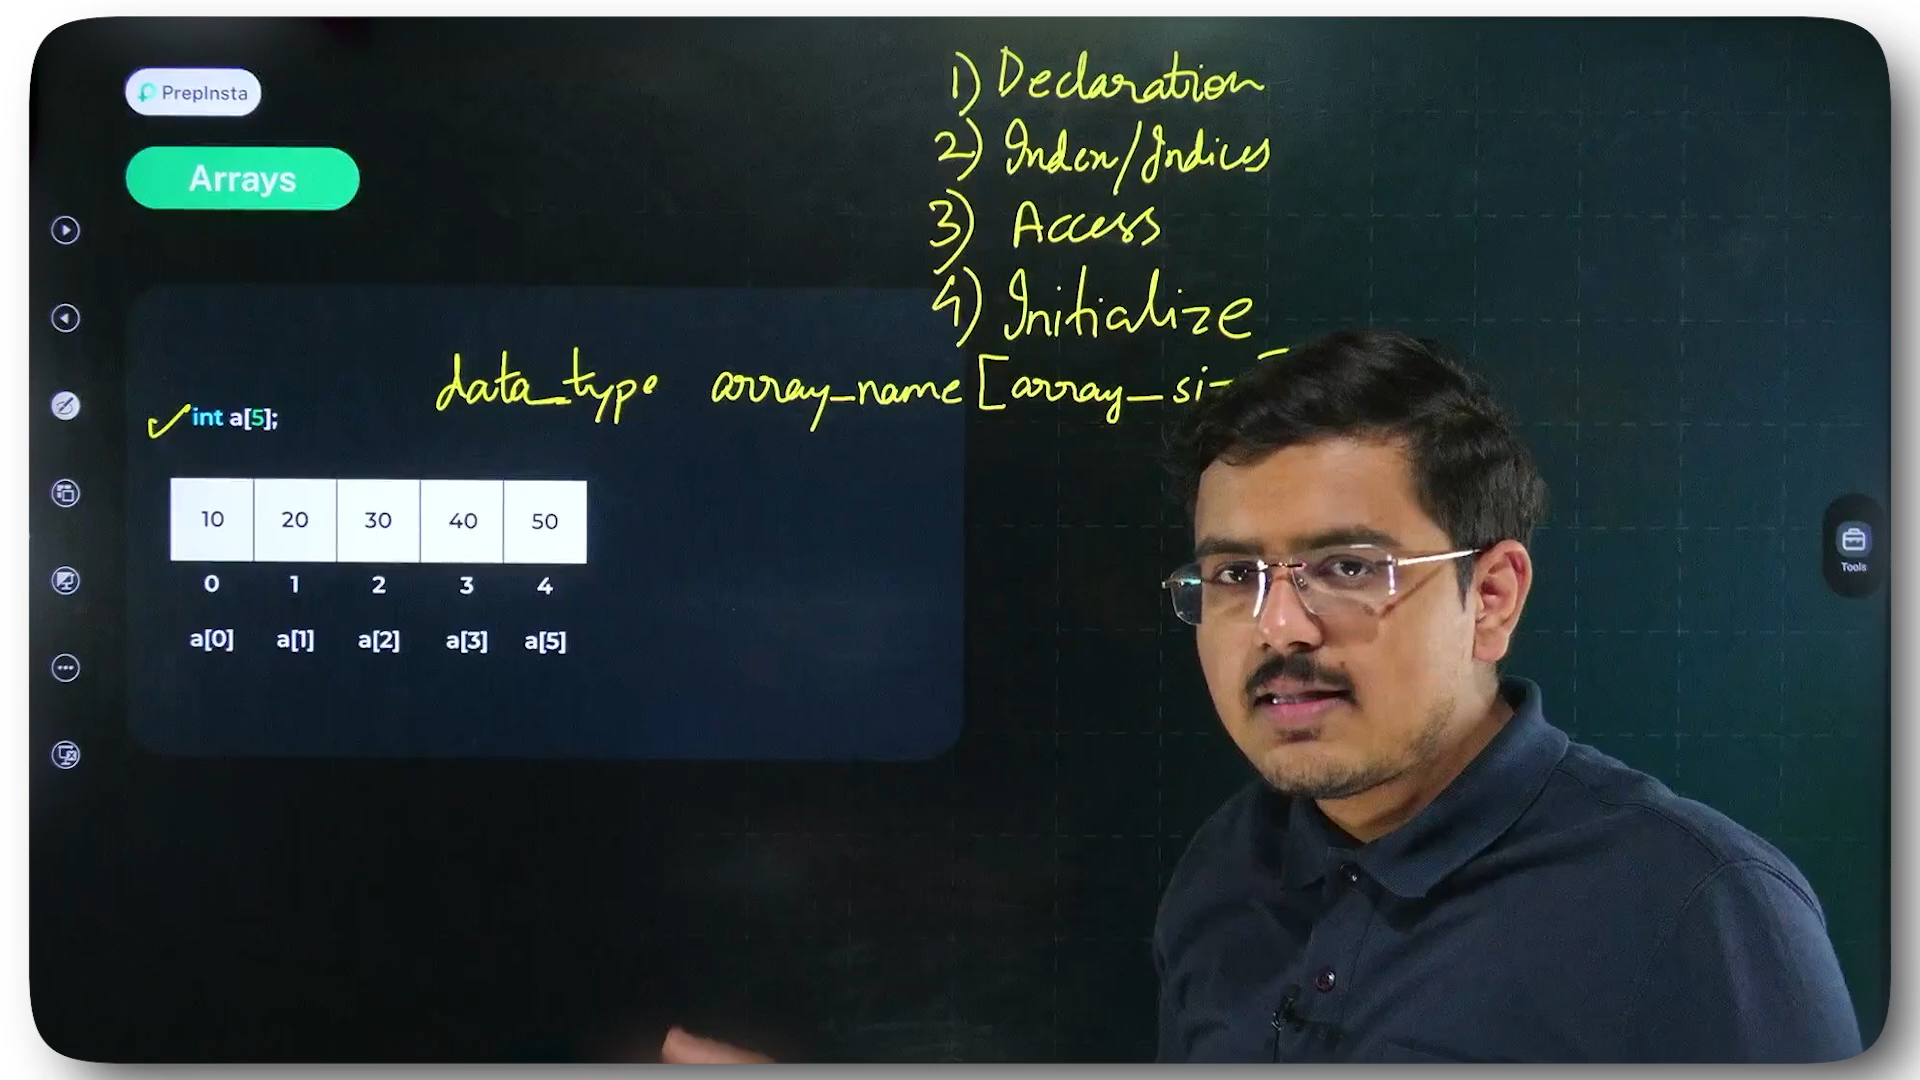 PrepInsta
Arrays
1) Declaration
2) Index/Indices
3) Access
4) Initialize
data_type array_name [array_si
int a[5];
10 20 30 40 50
0 1 2 3 4
a[0] a[1] a[2] a[3] a[5]
Tools